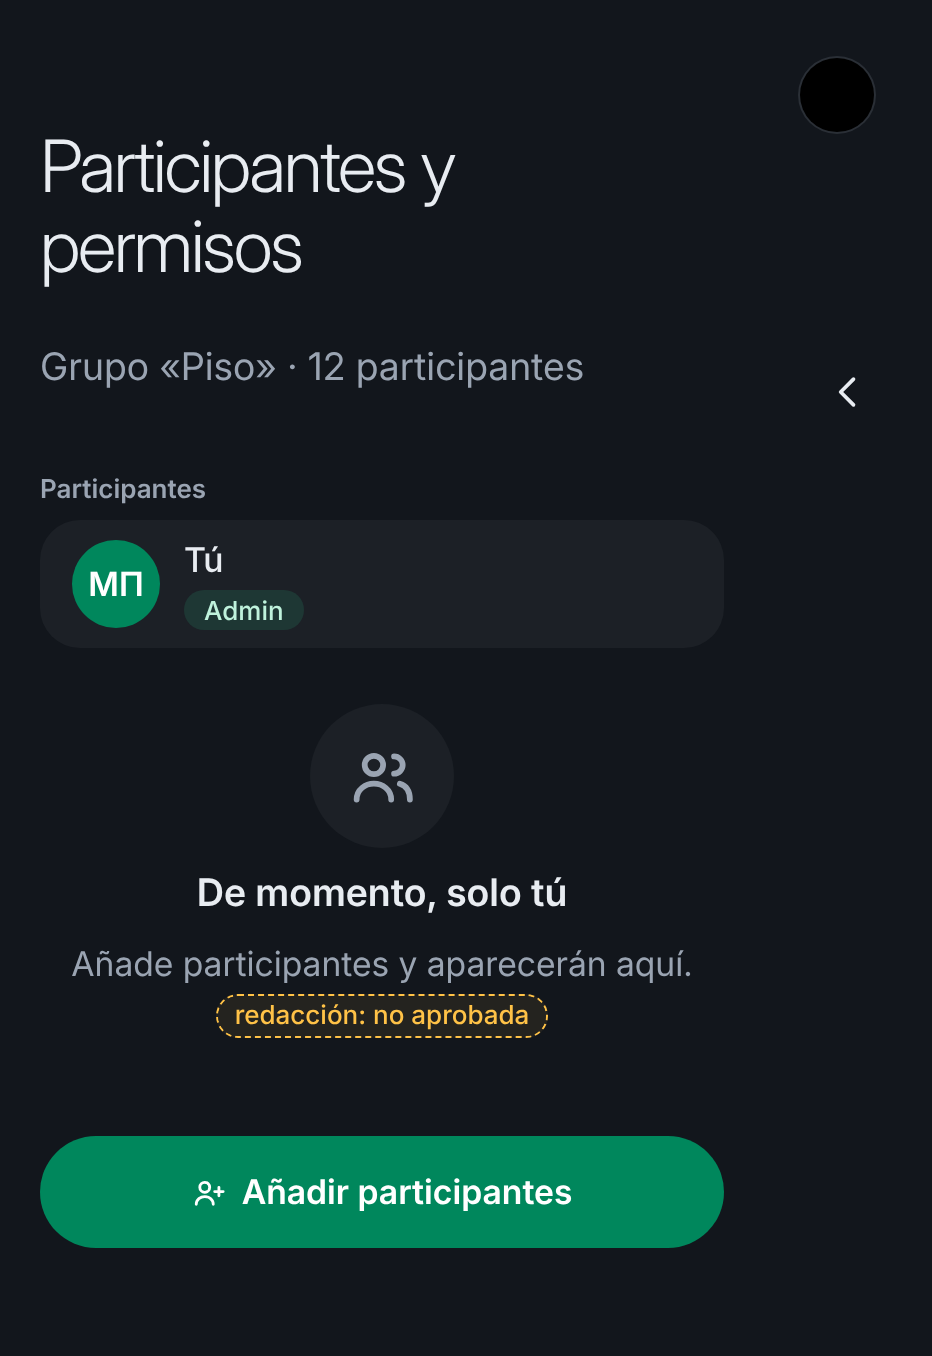 Participantes y
permisos
Grupo «Piso» · 12 participantes
Participantes
МП
Tú
Admin
De momento, solo tú
Añade participantes y aparecerán aquí.
redacción: no aprobada
Añadir participantes